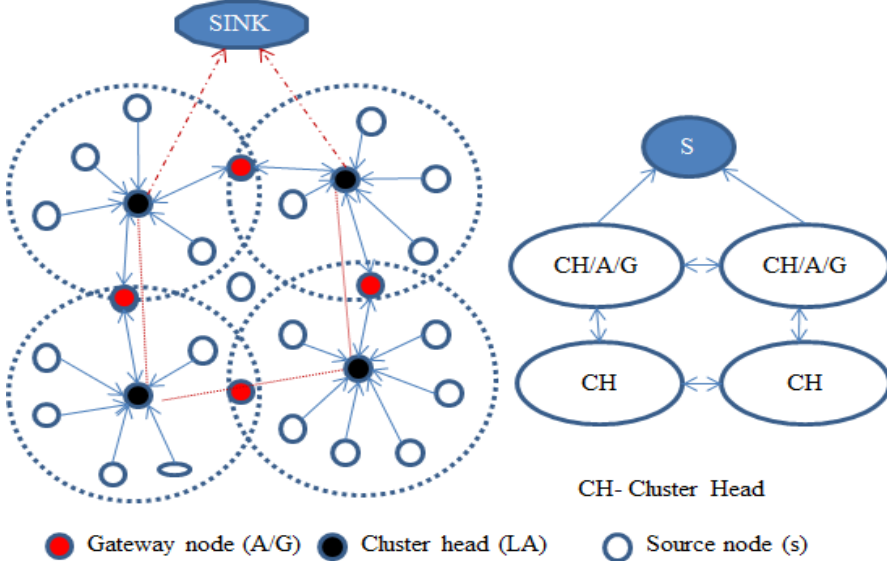 SINK
S
CH/A/G
CH/A/G
CH
CH
CH- Cluster Head
Gateway node (A/G)
Cluster head (LA)
Source node (s)